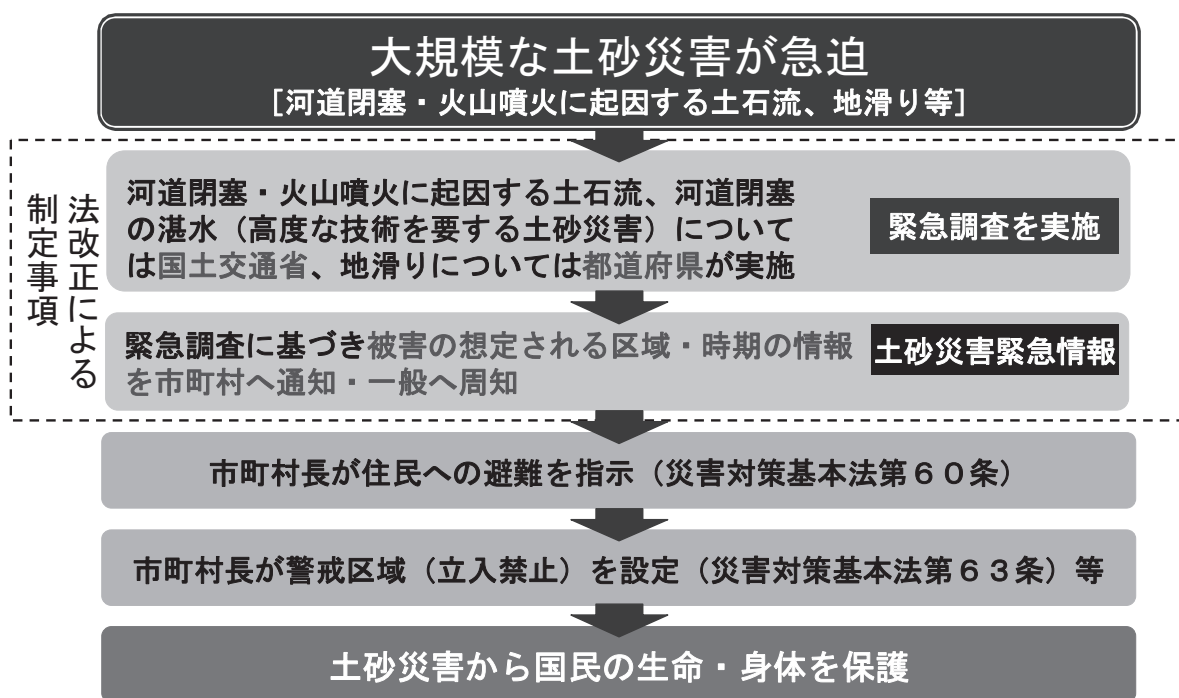 大規模な土砂災害が急迫
［河道閉塞・火山噴火に起因する土石流、地滑り等］
法改正による
制定事項
河道閉塞・火山噴火に起因する土石流、河道閉塞
の湛水（高度な技術を要する土砂災害）について
は国土交通省、地滑りについては都道府県が実施
緊急調査を実施
緊急調査に基づき被害の想定される区域・時期の情報
を市町村へ通知・一般へ周知
土砂災害緊急情報
市町村長が住民への避難を指示（災害対策基本法第６０条）
市町村長が警戒区域（立入禁止）を設定（災害対策基本法第６３条）等
土砂災害から国民の生命・身体を保護